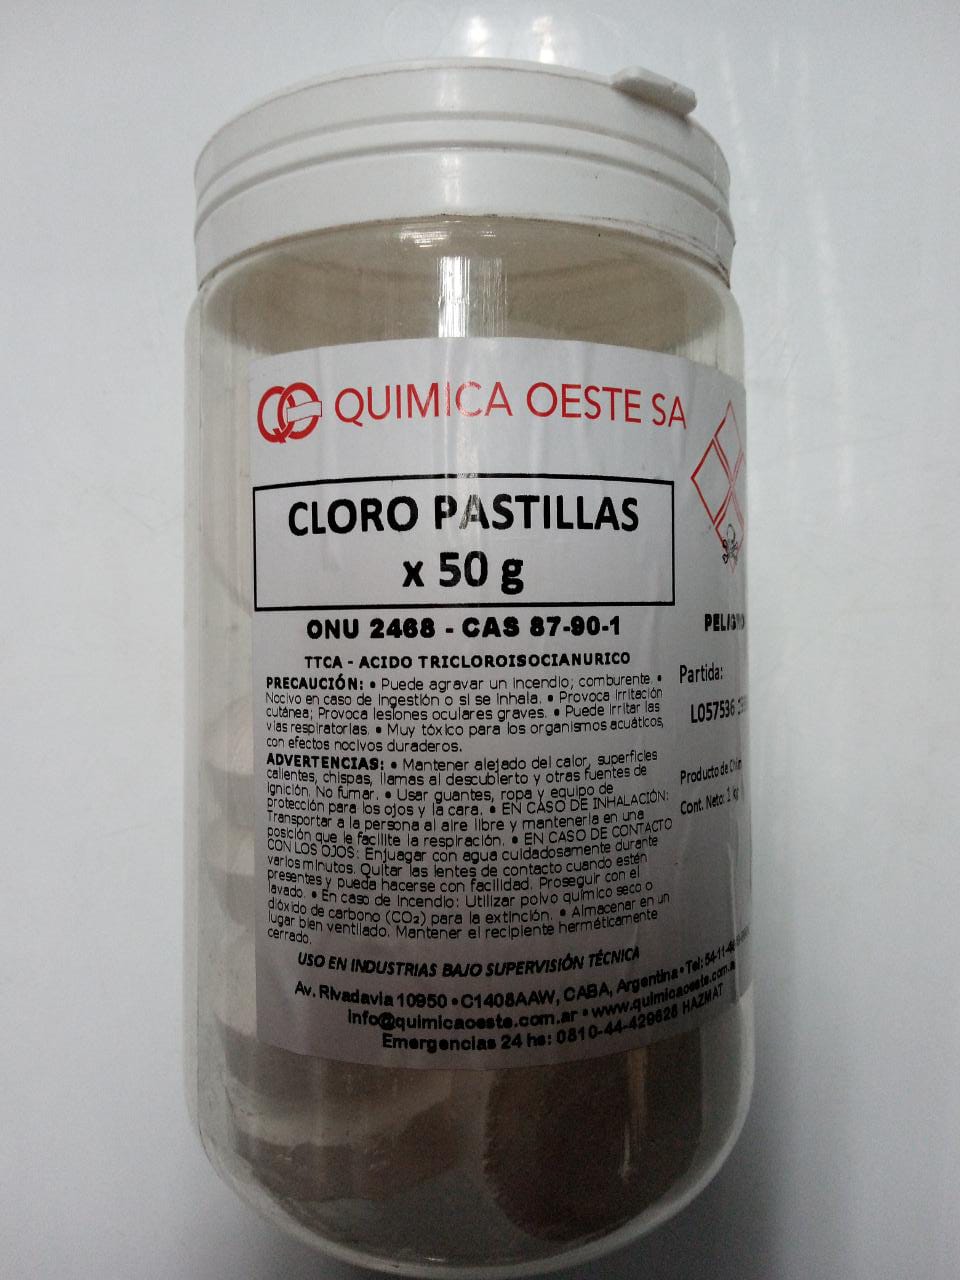 QUIMICA OESTE SA
CLORO PASTILLAS
x 50 g
ONU 2468 - CAS 87-90-1
TTCA - ACIDO TRICLOROISOCIANURICO
PRECAUCIÓN: • Puede agravar un incendio; comburente. •
Nocivo en caso de ingestión o si se inhala. • Provoca irritación
cutánea; Provoca lesiones oculares graves. • Puede irritar las
vías respiratorias. • Muy tóxico para los organismos acuáticos,
con efectos nocivos duraderos.
ADVERTENCIAS: • Mantener alejado del calor, superficies
calientes, chispas, llamas al descubierto y otras fuentes de
ignición. No fumar. • Usar guantes, ropa y equipo de
protección para los ojos y la cara. • EN CASO DE INHALACIÓN:
Transportar a la persona al aire libre y mantenerla en una
posición que le facilite la respiración. • EN CASO DE CONTACTO
CON LOS OJOS: Enjuagar con agua cuidadosamente durante
varios minutos. Quitar las lentes de contacto cuando estén
presentes y pueda hacerse con facilidad. Proseguir con el
lavado. • En caso de incendio: Utilizar polvo químico seco o
dióxido de carbono (CO₂) para la extinción. • Almacenar en un
lugar bien ventilado. Mantener el recipiente herméticamente
cerrado.
USO EN INDUSTRIAS BAJO SUPERVISIÓN TÉCNICA
Av. Rivadavia 10950 • C1408AAW, CABA, Argentina • Tel: 54-11-
info@quimicaoeste.com.ar • www.quimicaoeste.com.a
Emergencias 24 hs: 0810-44-429628 HAZMAT
Partida:
L057536
Producto de
Cont. Neto: 1